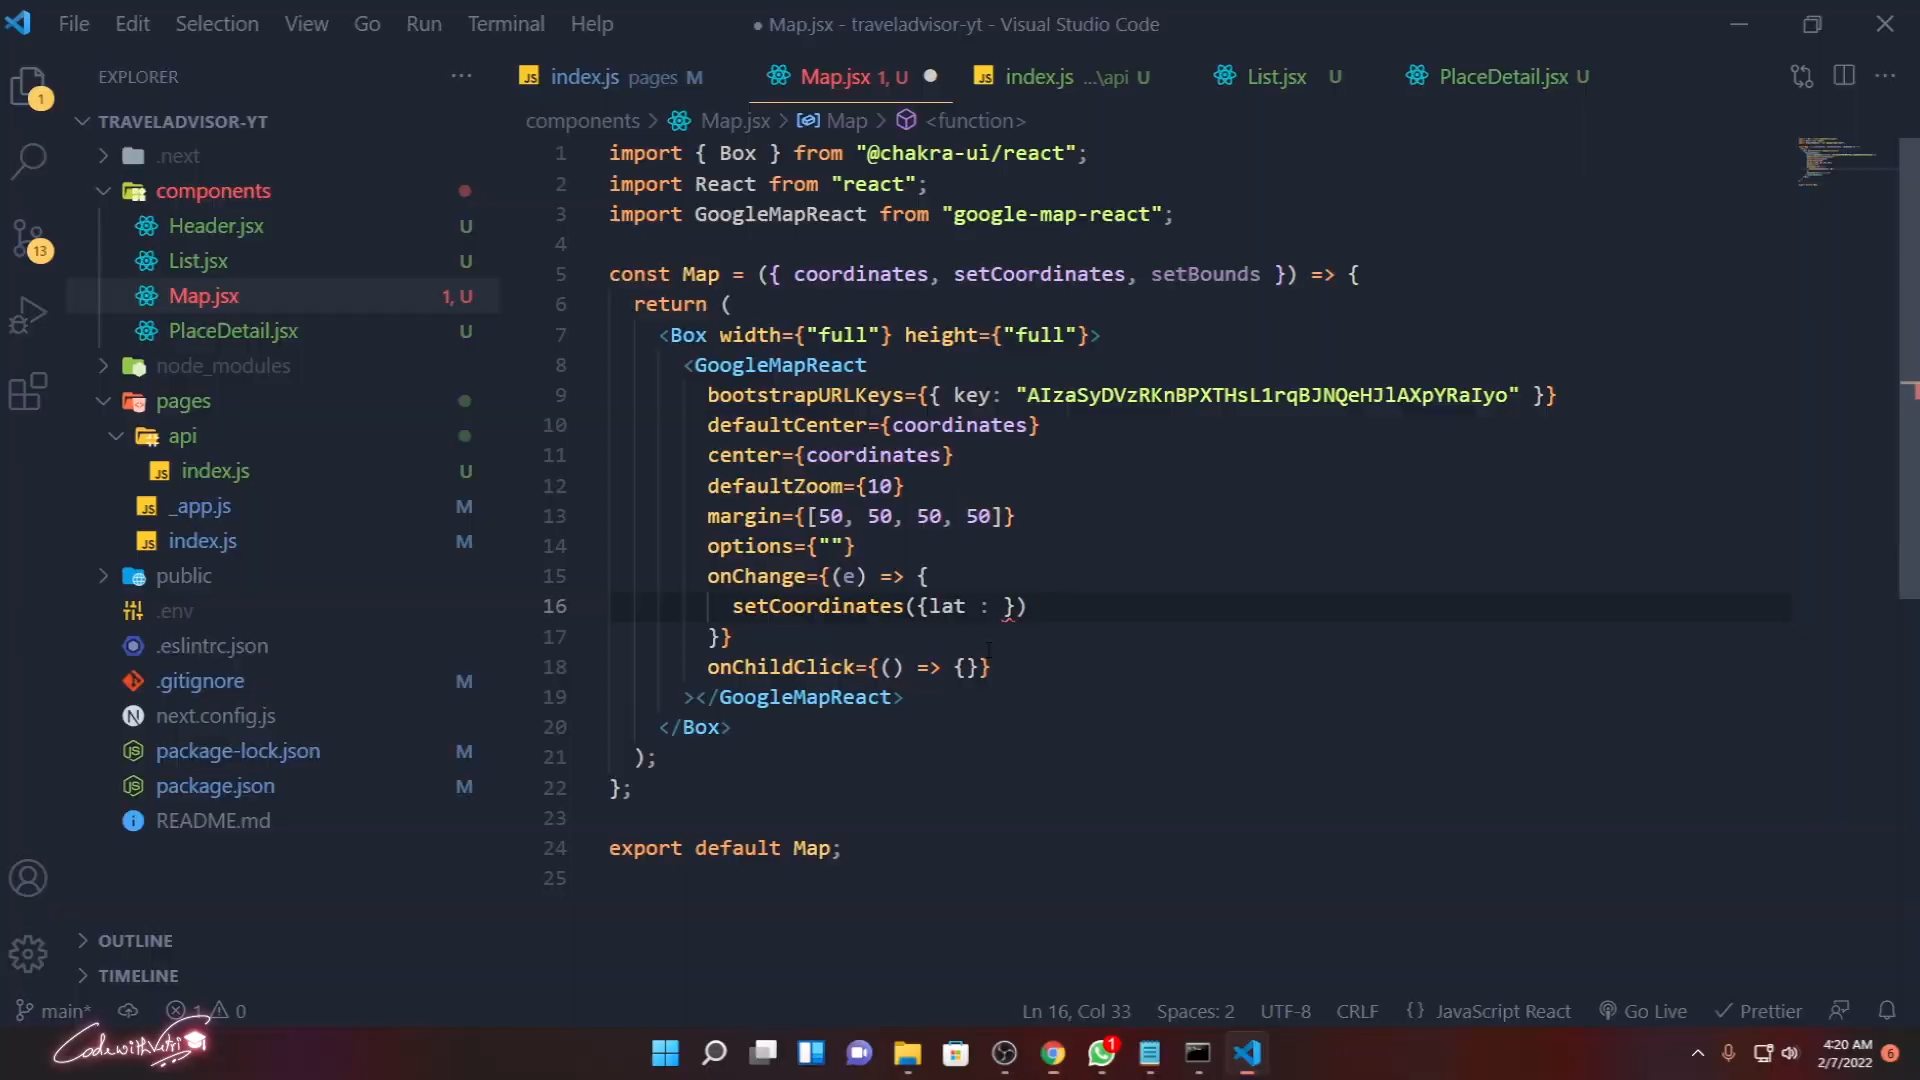 File Edit Selection View Go Run Terminal Help
● Map.jsx - traveladvisor-yt - Visual Studio Code
EXPLORER
index.js pages M
Map.jsx 1, U
index.js ...\api U
List.jsx U
PlaceDetail.jsx U
components > Map.jsx > Map > <function>
1
TRAVELADVISOR-YT
.next
components
Header.jsx U
List.jsx U
Map.jsx 1, U
PlaceDetail.jsx U
node_modules
pages
api
index.js U
_app.js M
index.js M
public
.env
.eslintrc.json
.gitignore M
next.config.js
package-lock.json M
package.json M
README.md
13
OUTLINE
TIMELINE
1 import { Box } from "@chakra-ui/react";
2 import React from "react";
3 import GoogleMapReact from "google-map-react";
4
5 const Map = ({ coordinates, setCoordinates, setBounds }) => {
6 return (
7 <Box width={"full"} height={"full"}>
8 <GoogleMapReact
9 bootstrapURLKeys={{ key: "AIzaSyDVzRKnBPXTHsL1rqBJNQeHJlAXpYRaIyo" }}
10 defaultCenter={coordinates}
11 center={coordinates}
12 defaultZoom={10}
13 margin={[50, 50, 50, 50]}
14 options={""}
15 onChange={(e) => {
16 setCoordinates({lat : })
17 }}
18 onChildClick={() => {}}
19 ></GoogleMapReact>
20 </Box>
21 );
22 };
23
24 export default Map;
25
main* 1 0
Ln 16, Col 33 Spaces: 2 UTF-8 CRLF {} JavaScript React Go Live Prettier
CodewithVetri
1
4:20 AM
2/7/2022
6